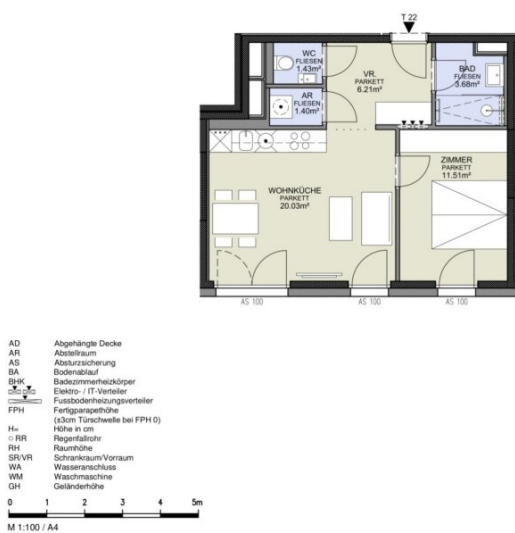 T 22
WC
FLIESEN
1.43m²
VR.
PARKETT
6.21m²
BAD
FLIESEN
3.68m²
AR
FLIESEN
1.40m²
ZIMMER
PARKETT
11.51m²
WOHNKÜCHE
PARKETT
20.03m²
AS 100
AS 100
AS 100
AD Abgehängte Decke
AR Abstellraum
AS Absturzsicherung
BA Bodenablauf
BHK Badezimmerheizkörper
Elektro- / IT-Verteiler
Fussbodenheizungsverteiler
FPH Fertigparapethöhe
(±3cm Türschwelle bei FPH 0)
H= Höhe in cm
○ RR Regenfallrohr
RH Raumhöhe
SR/VR Schrankraum/Vorraum
WA Wasseranschluss
WM Waschmaschine
GH Geländerhöhe
0 1 2 3 4 5m
M 1:100 / A4